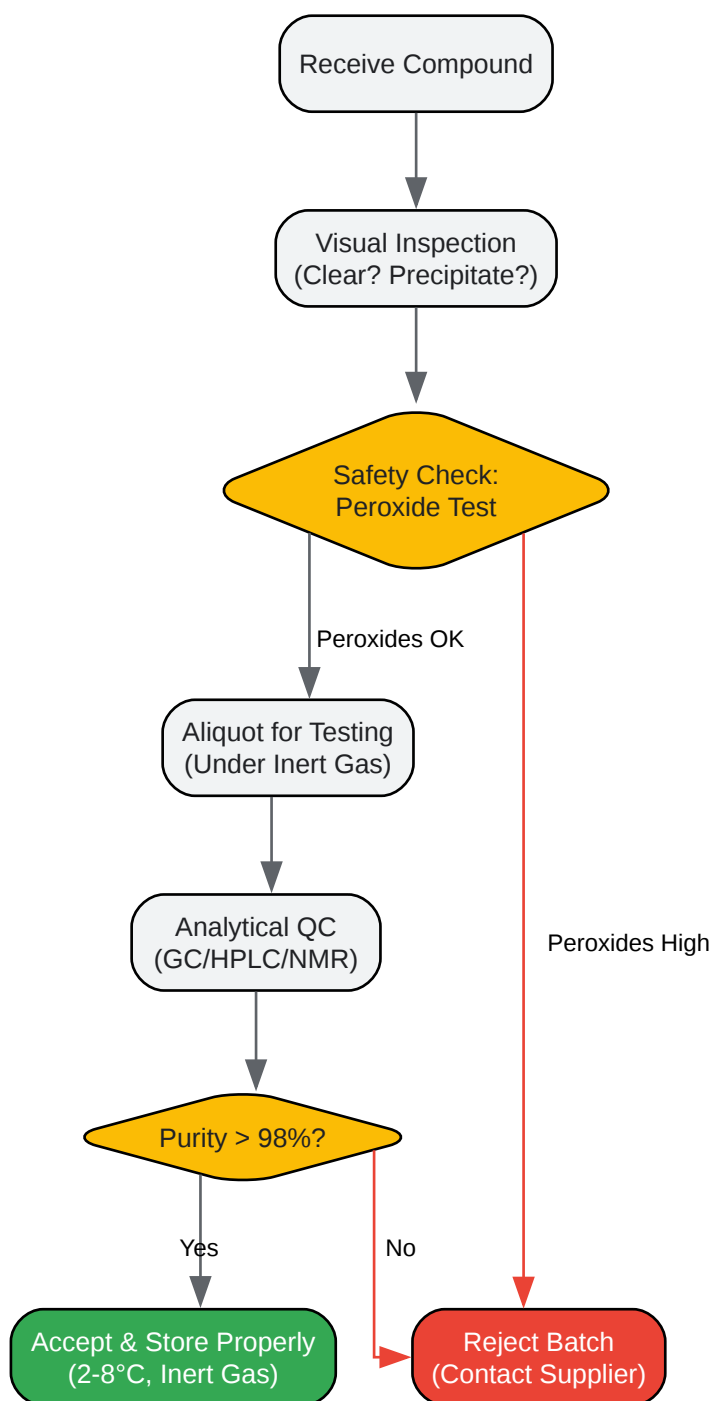 Receive Compound
Visual Inspection
(Clear? Precipitate?)
Safety Check:
Peroxide Test
Peroxides OK
Aliquot for Testing
(Under Inert Gas)
Analytical QC
(GC/HPLC/NMR)
Peroxides High
Purity > 98%?
Yes
No
Accept & Store Properly
(2-8°C, Inert Gas)
Reject Batch
(Contact Supplier)